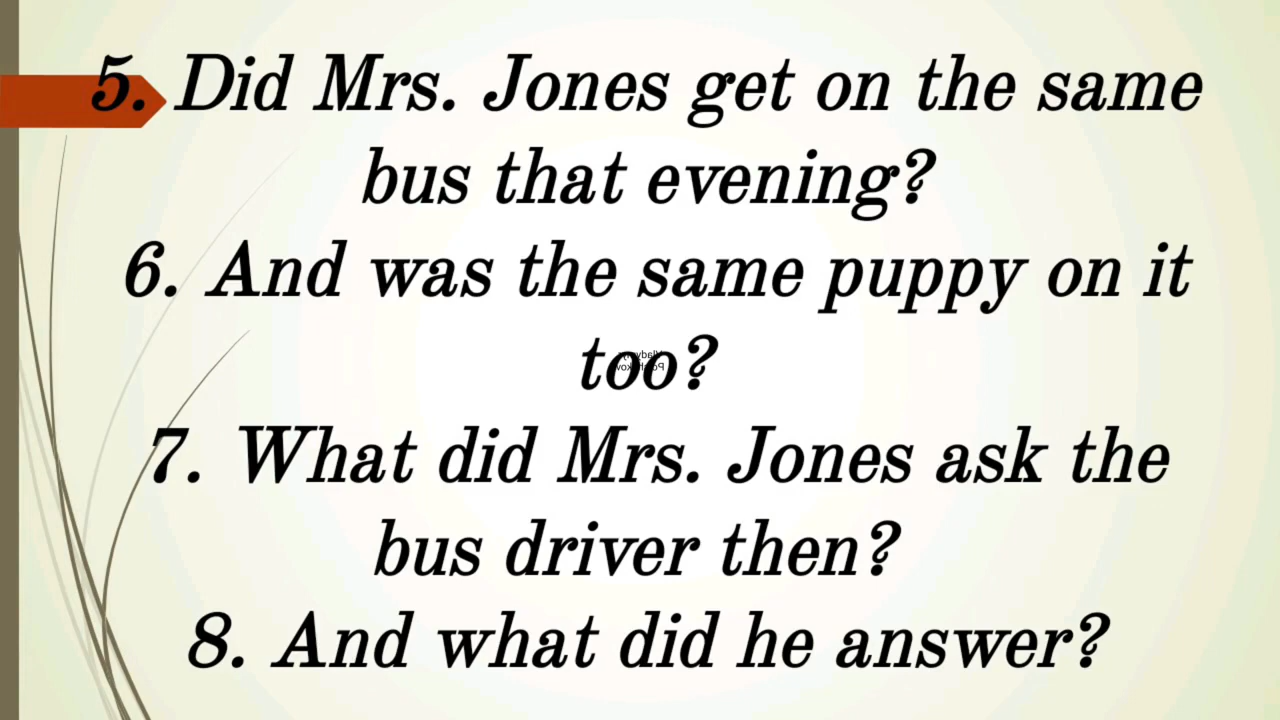 5. Did Mrs. Jones get on the same
bus that evening?
6. And was the same puppy on it
too?
7. What did Mrs. Jones ask the
bus driver then?
8. And what did he answer?